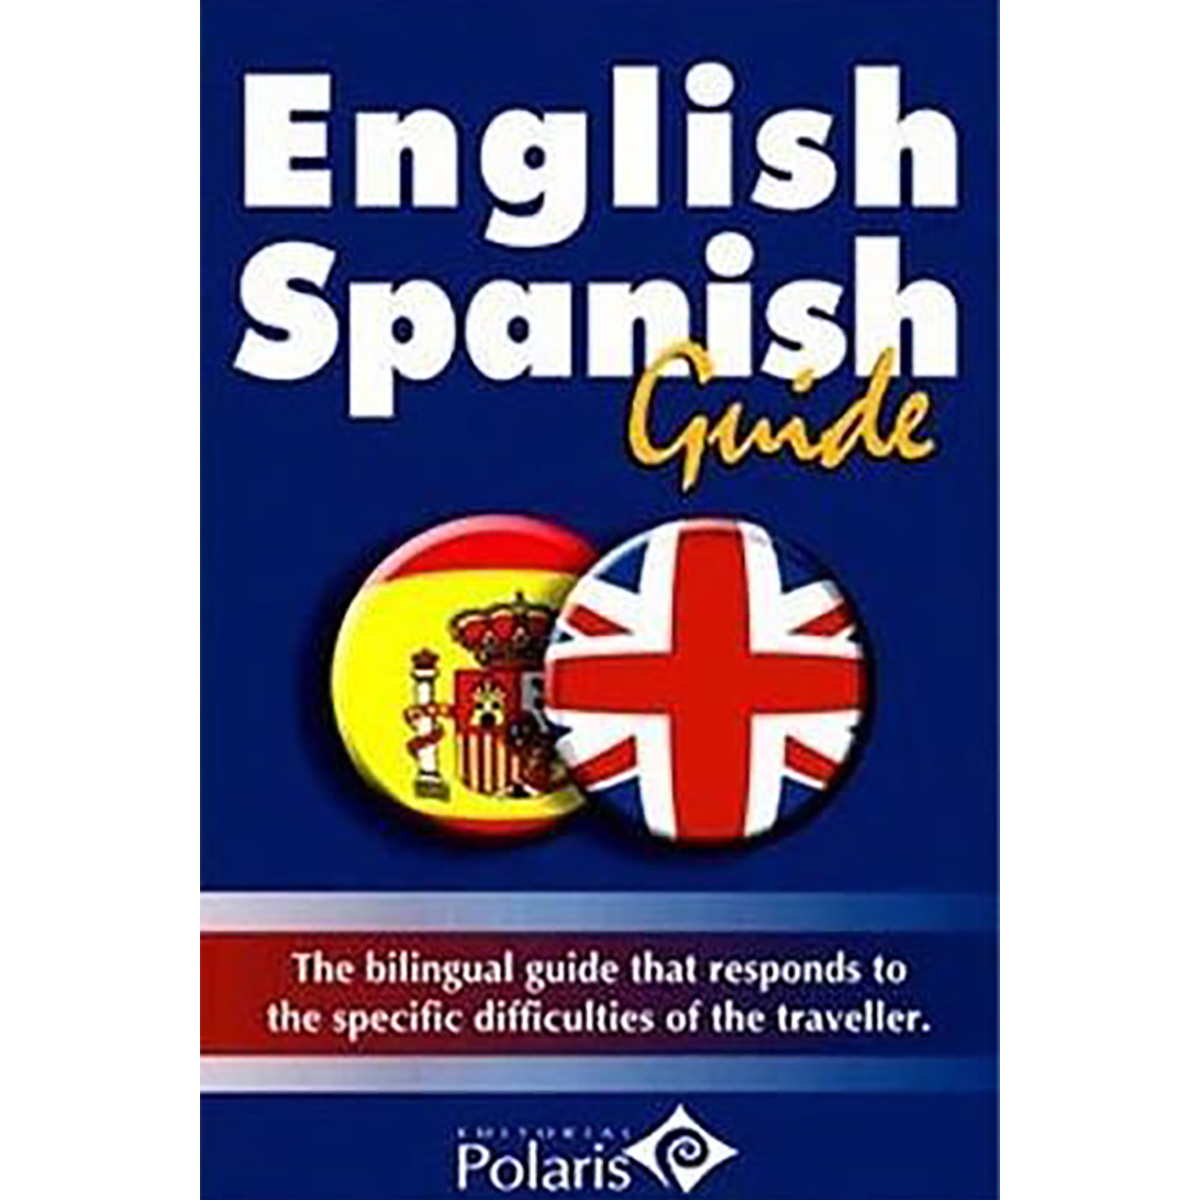 English
Spanish
Guide
The bilingual guide that responds to
the specific difficulties of the traveller.
EDITORIAL
Polaris